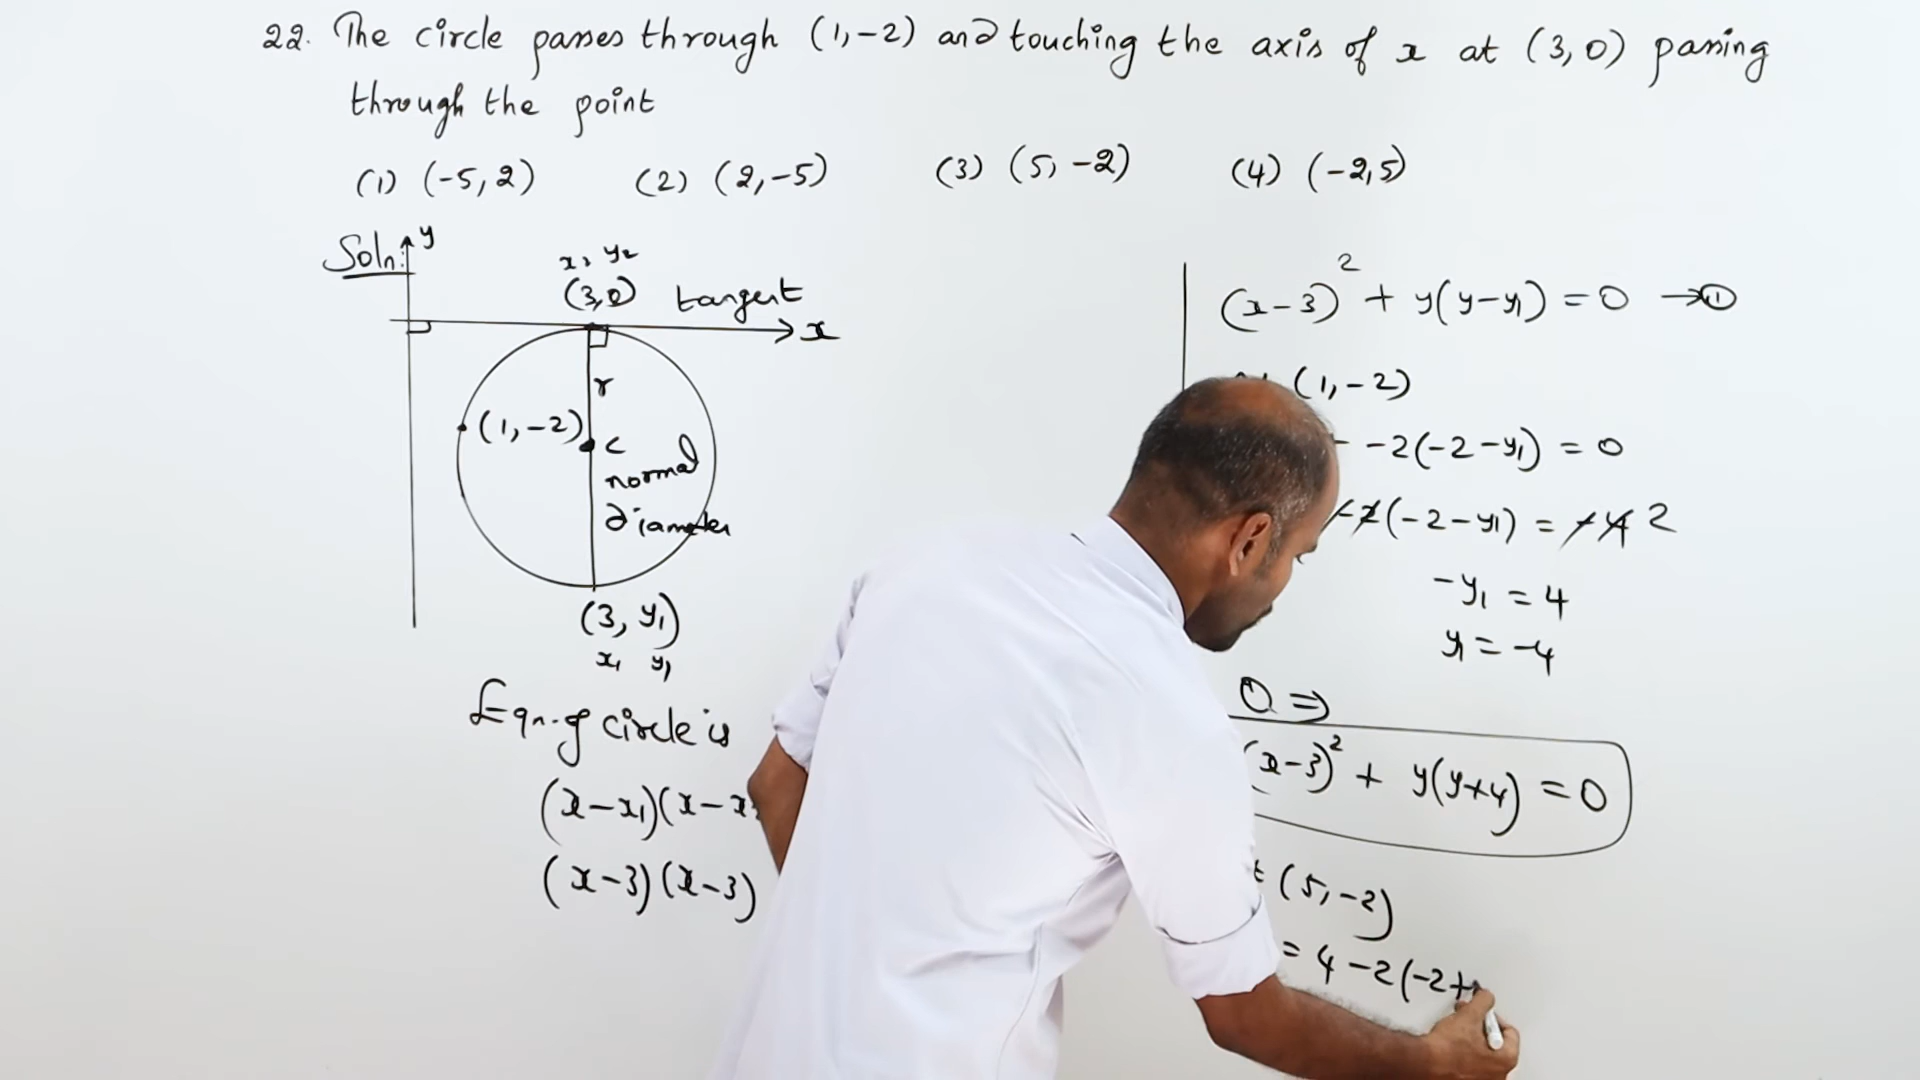 22. The circle passes through (1,-2) and touching the axis of x at (3,0) passing
through the point
(1) (-5,2) (2) (2,-5) (3) (5,-2) (4) (-2,5)
Soln:
y
x₂ y₂
(3,0) tangent
x
r
(1,-2)
c
normal
diameter
(3, y₁)
x₁ y₁
Eqn. of circle is
(x-x₁)(x-x
(x-3)(x-3)
(x-3)² + y(y-y₁) = 0 →①
(1,-2)
-2(-2-y₁) = 0
-2(-2-y₁) = -4 2
-y₁ = 4
y₁ = -4
① ⇒
(x-3)² + y(y+4) = 0
(5,-2)
= 4-2(-2+